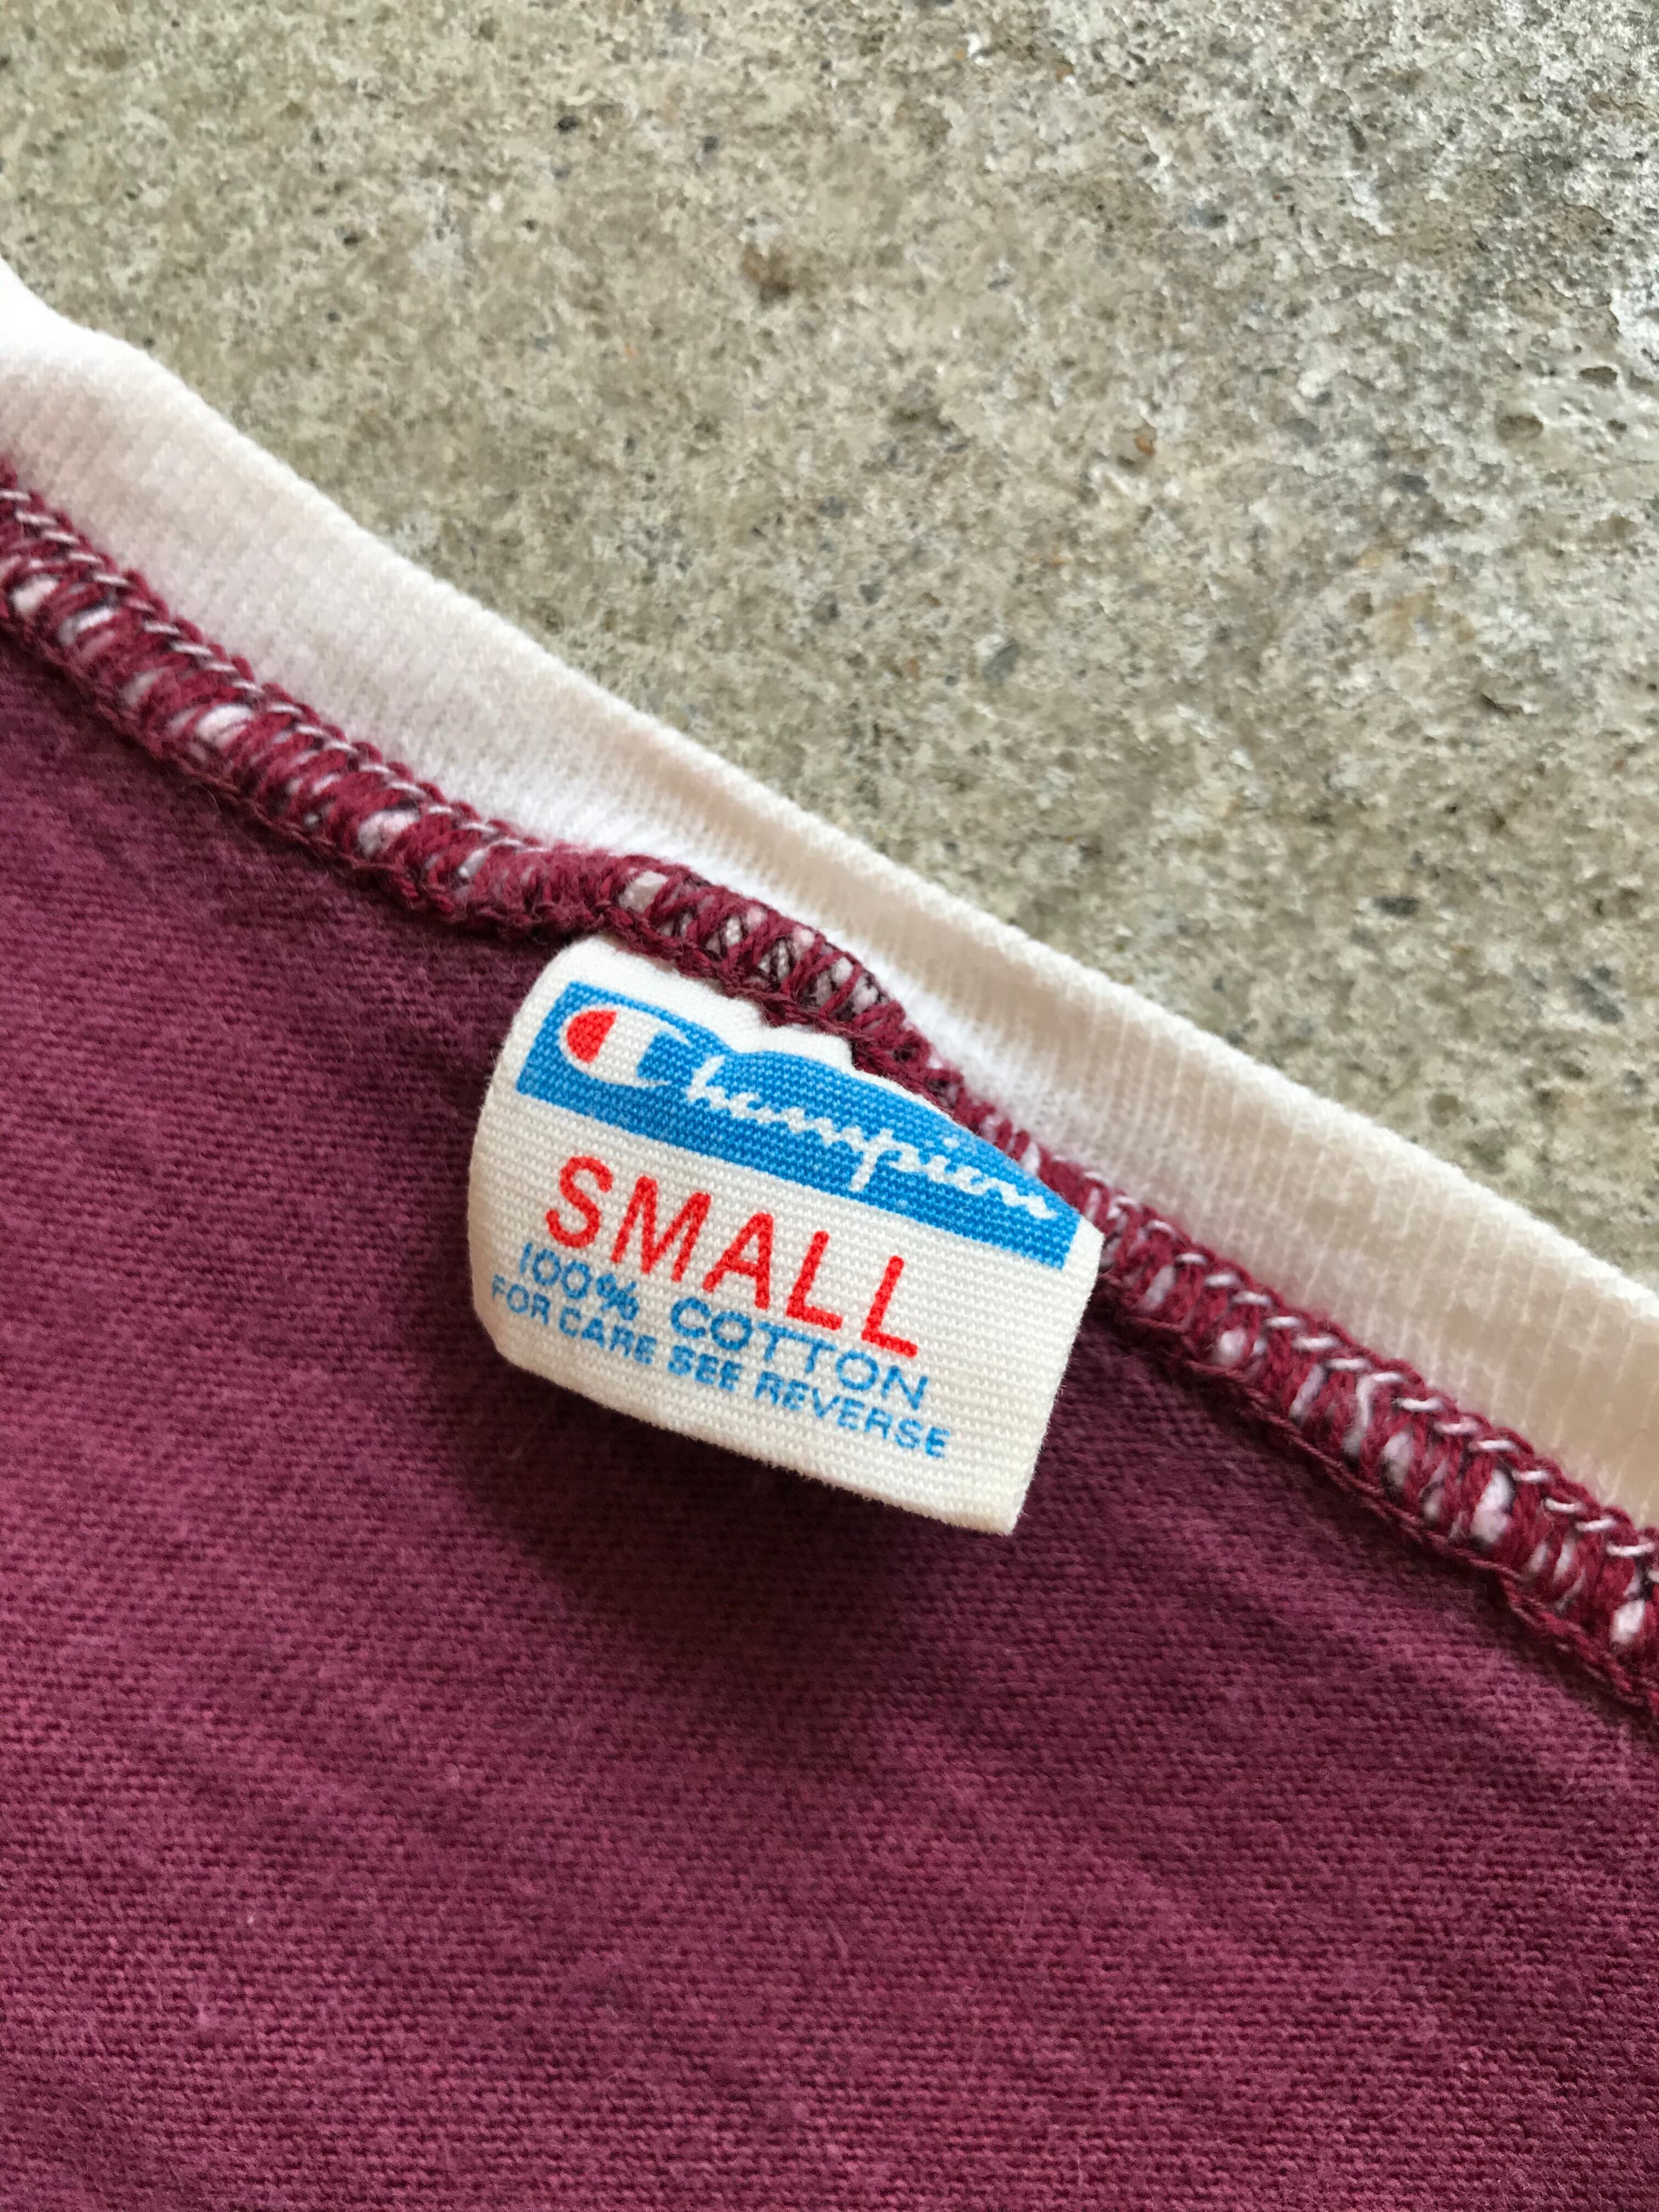 Champion
SMALL
100% COTTON
FOR CARE SEE REVERSE